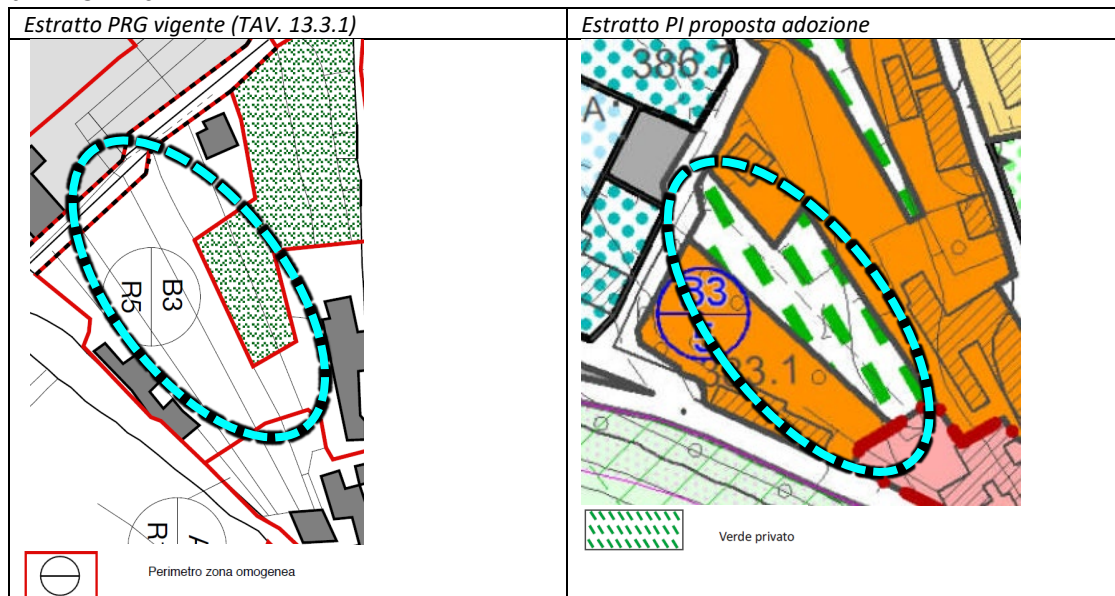 Estratto PRG vigente (TAV. 13.3.1)
Estratto PI proposta adozione
B3
R5
Perimetro zona omogenea
386.7
A
B3
5
383.1
Verde privato